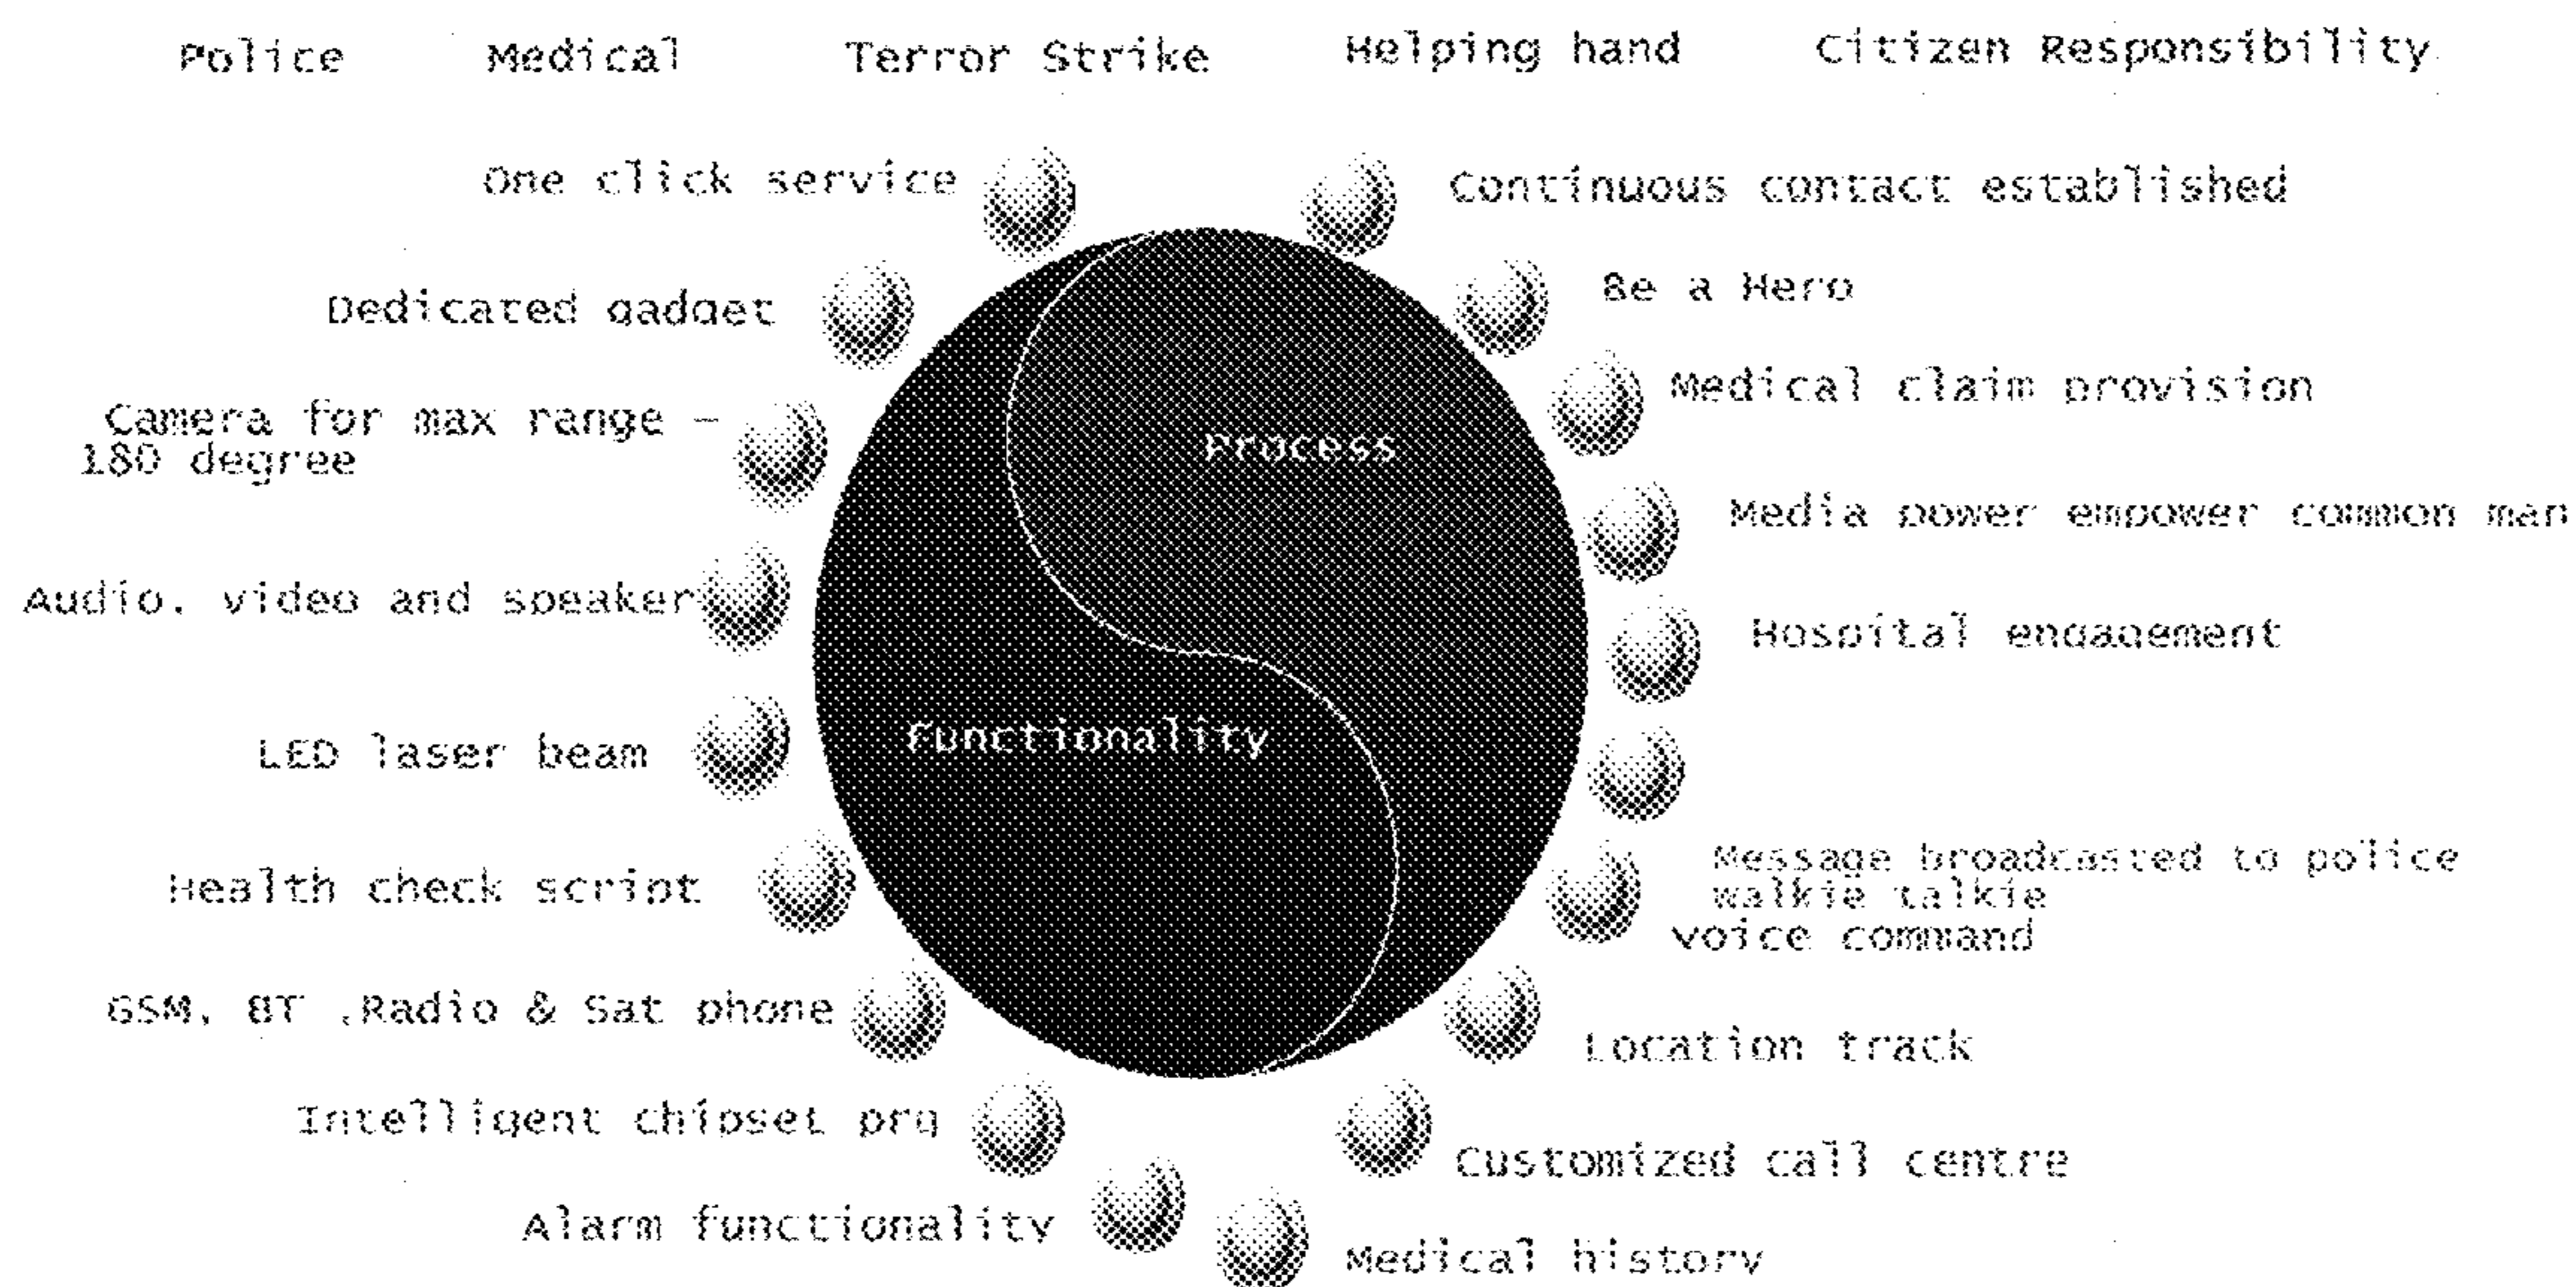 Police Medical Terror Strike Helping hand Citizen Responsibility
One click service
Continuous contact established
Dedicated gadget
Be a Hero
Camera for max range –
180 degree
Medical claim provision
Process
Media power empower common man
Audio, video and speaker
Hospital engagement
LED laser beam
Functionality
Health check script
Message broadcasted to police
walkie talkie
voice command
GSM, BT ,Radio & Sat phone
Location track
Intelligent chipset prg
Customized call centre
Alarm functionality
Medical history